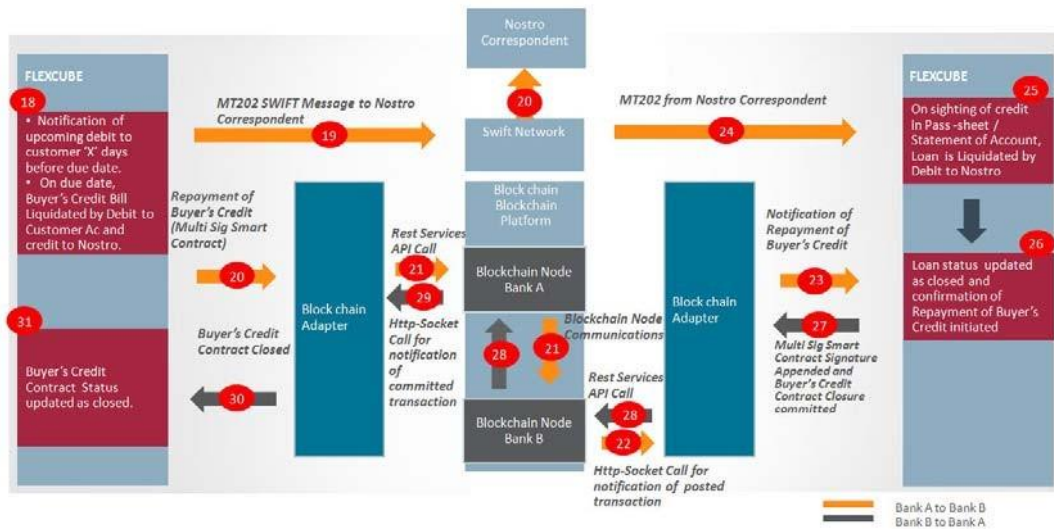 Nostro
Correspondent
FLEXCUBE
18
• Notification of
upcoming debit to
customer 'X' days
before due date.
• On due date,
Buyer's Credit Bill
Liquidated by Debit to
Customer Ac and
credit to Nostro.
31
Buyer's Credit
Contract Status
updated as closed.
MT202 SWIFT Message to Nostro
Correspondent
19
20
Swift Network
MT202 from Nostro Correspondent
24
Repayment of
Buyer's Credit
(Multi Sig Smart
Contract)
20
Buyer's Credit
Contract Closed
30
Block chain
Adapter
Rest Services
API Call
21
29
Http-Socket
Call for
notification
of
committed
transaction
Block chain
Blockchain
Platform
Blockchain Node
Bank A
28
21
Blockchain Node
Communications
Blockchain Node
Bank B
Rest Services
API Call
28
22
Http-Socket Call for
notification of posted
transaction
Block chain
Adapter
Notification of
Repayment of
Buyer's Credit
23
27
Multi Sig Smart
Contract Signature
Appended and
Buyer's Credit
Contract Closure
committed
FLEXCUBE
25
On sighting of credit
In Pass -sheet /
Statement of Account,
Loan is Liquidated by
Debit to Nostro
26
Loan status updated
as closed and
confirmation of
Repayment of Buyer's
Credit initiated
Bank A to Bank B
Bank B to Bank A